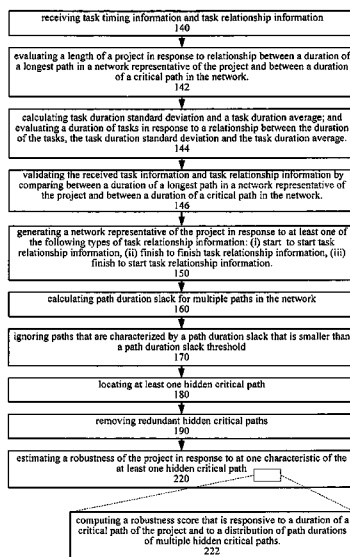 receiving task timing information and task relationship information
140
evaluating a length of a project in response to relationship between a duration of
a longest path in a network representative of the project and between a duration
of a critical path in the network.
142
calculating task duration standard deviation and a task duration average; and
evaluating a duration of tasks in response to a relationship between the duration
of the tasks, the task duration standard deviation and the task duration average.
144
validating the received task information and task relationship information by
comparing between a duration of a longest path in a network representative of
the project and between a duration of a critical path in the network.
146
generating a network representative of the project in response to at least one of
the following types of task relationship information: (i) start to start task
relationship information, (ii) finish to finish task relationship information, (iii)
finish to start task relationship information.
150
calculating path duration slack for multiple paths in the network
160
ignoring paths that are characterized by a path duration slack that is smaller than
a path duration slack threshold
170
locating at least one hidden critical path
180
removing redundant hidden critical paths
190
estimating a robustness of the project in response to at one characteristic of the
at least one hidden critical path
220
computing a robustness score that is responsive to a duration of a
critical path of the project and to a distribution of path durations
of multiple hidden critical paths.
222